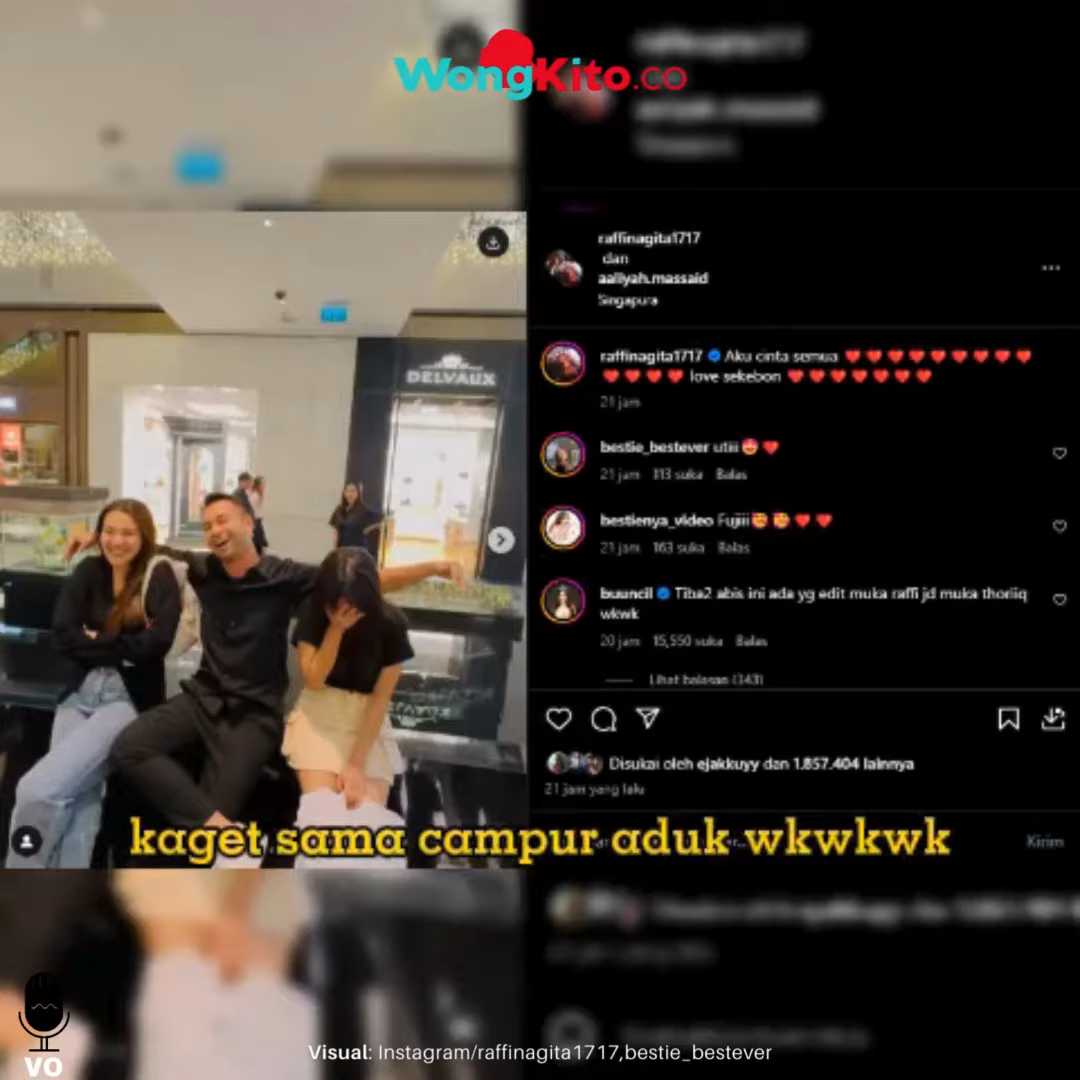 WongKito.co
raffinagita1717
dan
aaliyah.massaid
Singapura
raffinagita1717 Aku cinta semua ❤️❤️❤️❤️❤️❤️❤️❤️❤️
❤️❤️❤️❤️ love sekebon ❤️❤️❤️❤️❤️❤️❤️
21 jam
bestie_bestever utiii 😍❤️
21 jam 113 suka Balas
bestienya_video Fujiiii🥰🥰❤️❤️
21 jam 163 suka Balas
buuncil Tiba2 abis ini ada yg edit muka raffi jd muka thoriiq
wkwk
20 jam 15,550 suka Balas
Lihat balasan (343)
DELVAUX
Disukai oleh ejakkuyy dan 1.857.404 lainnya
21 jam yang lalu
kaget sama campur aduk wkwkwk
Kirim
VO
Visual: Instagram/raffinagita1717,bestie_bestever